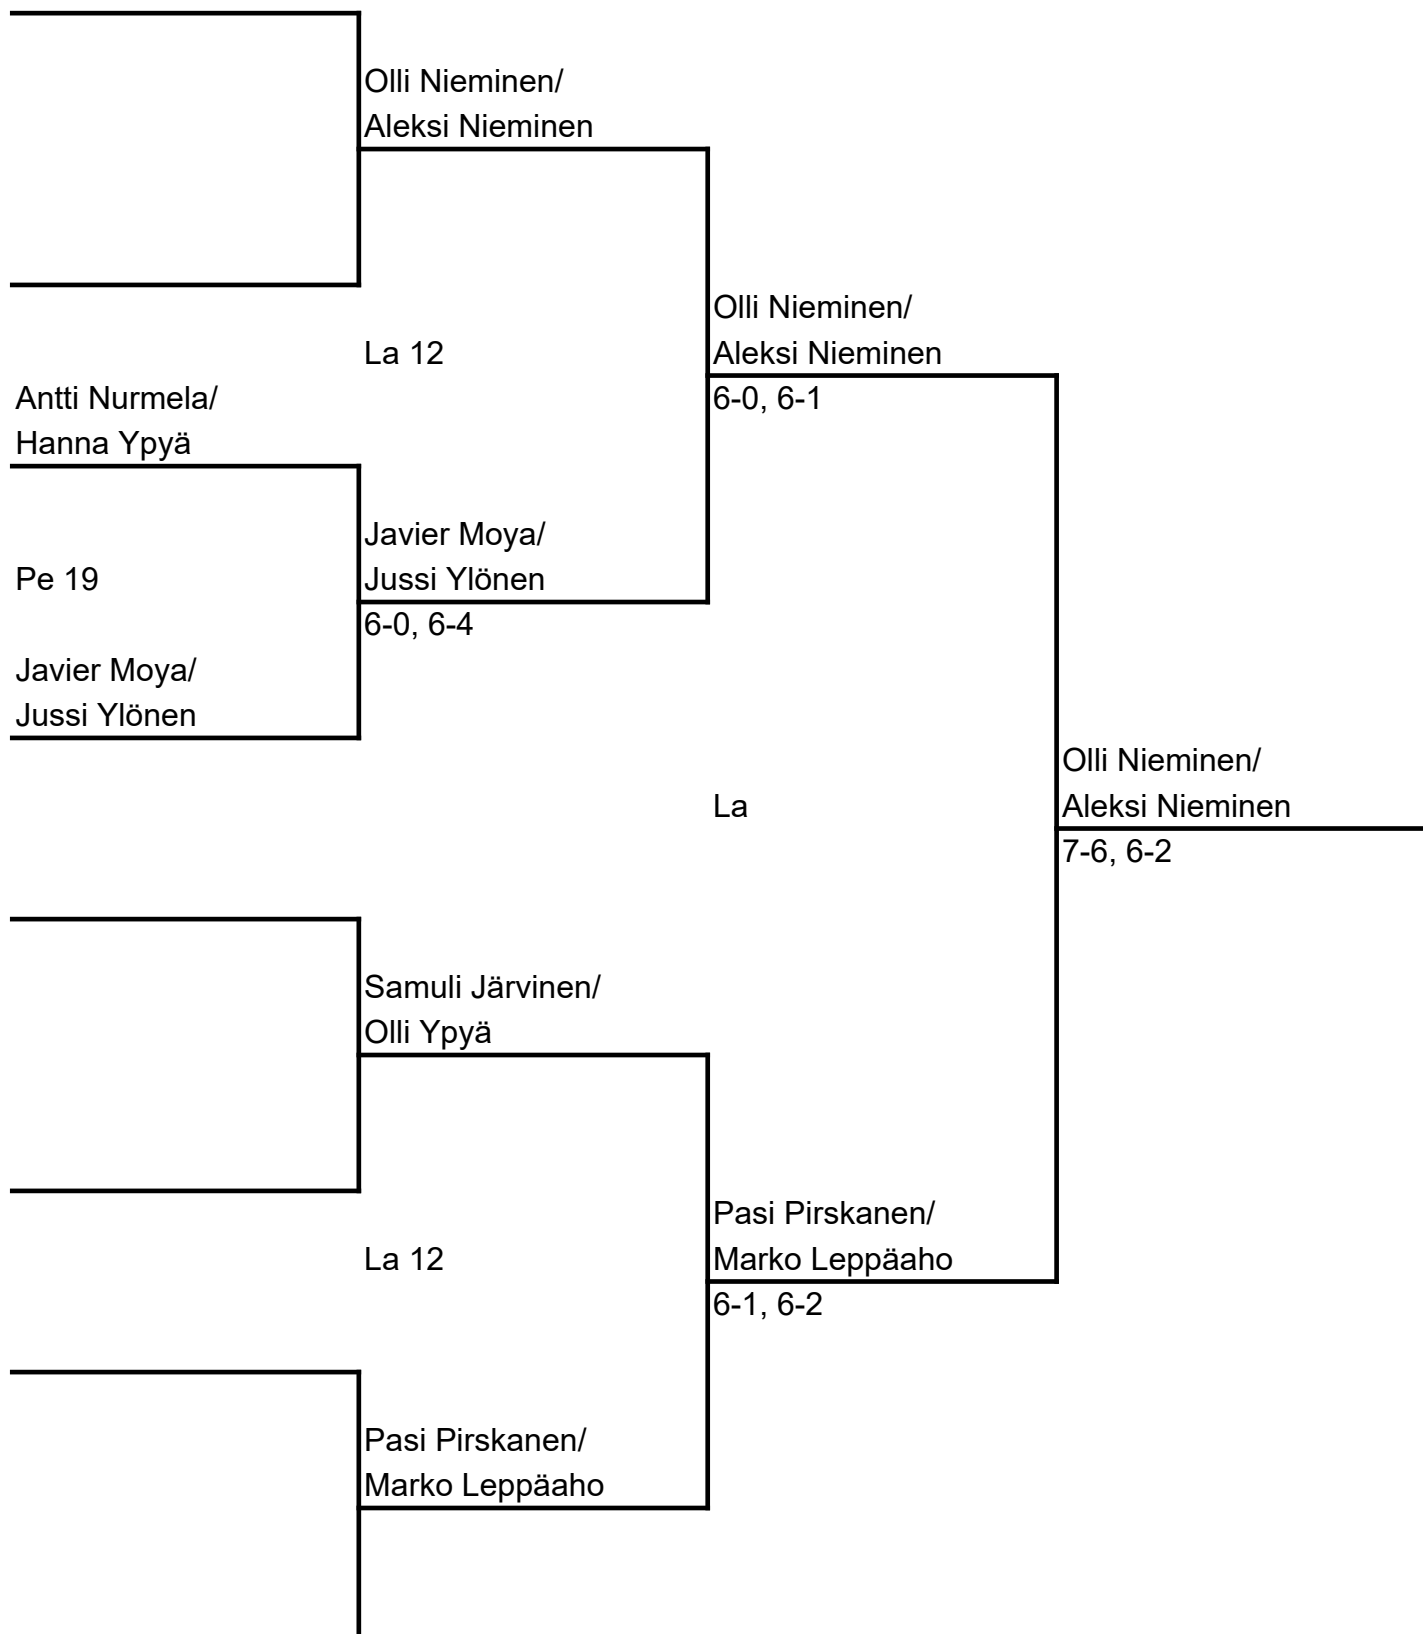 Olli Nieminen/
Aleksi Nieminen
La 12
Olli Nieminen/
Aleksi Nieminen
6-0, 6-1
Antti Nurmela/
Hanna Ypyä
Pe 19
Javier Moya/
Jussi Ylönen
6-0, 6-4
Javier Moya/
Jussi Ylönen
La
Olli Nieminen/
Aleksi Nieminen
7-6, 6-2
Samuli Järvinen/
Olli Ypyä
La 12
Pasi Pirskanen/
Marko Leppäaho
6-1, 6-2
Pasi Pirskanen/
Marko Leppäaho